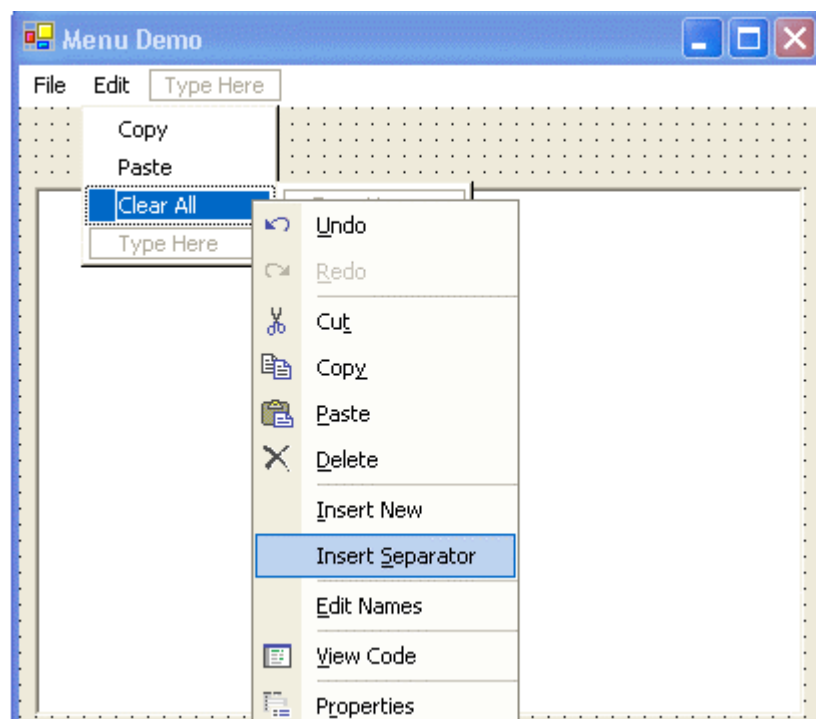 Menu Demo
File Edit Type Here
Copy
Paste
Clear All
Type Here
Undo
Redo
Cut
Copy
Paste
Delete
Insert New
Insert Separator
Edit Names
View Code
Properties